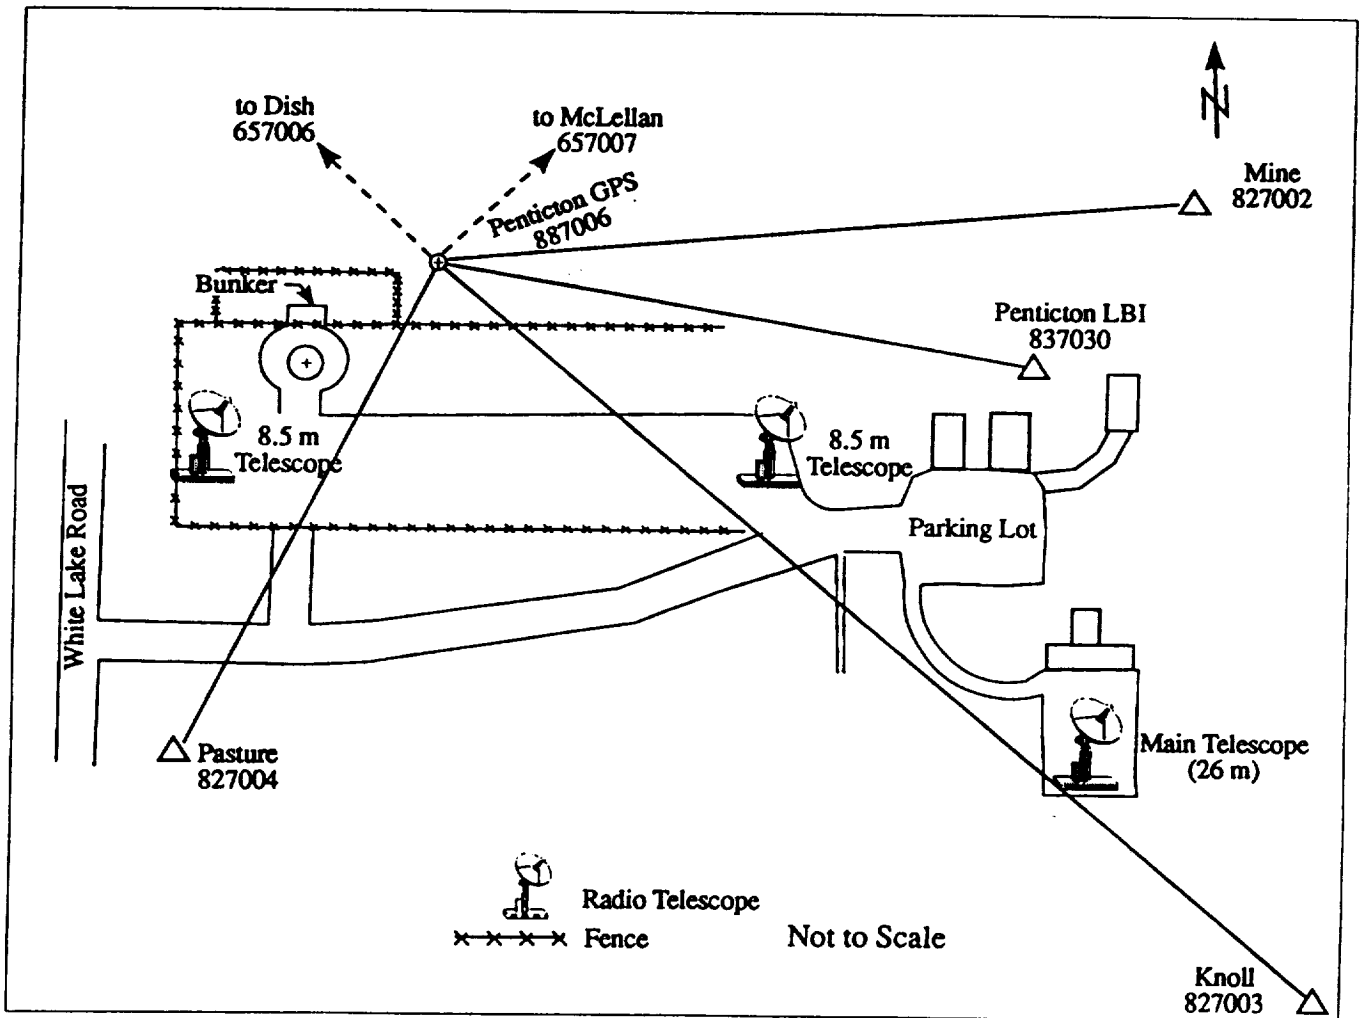 to Dish
657006
to McLellan
657007
N
Penticton GPS
887006
Mine
827002
Bunker
Penticton LBI
837030
8.5 m
Telescope
8.5 m
Telescope
Parking Lot
White Lake Road
Pasture
827004
Main Telescope
(26 m)
Radio Telescope
Fence
Not to Scale
Knoll
827003